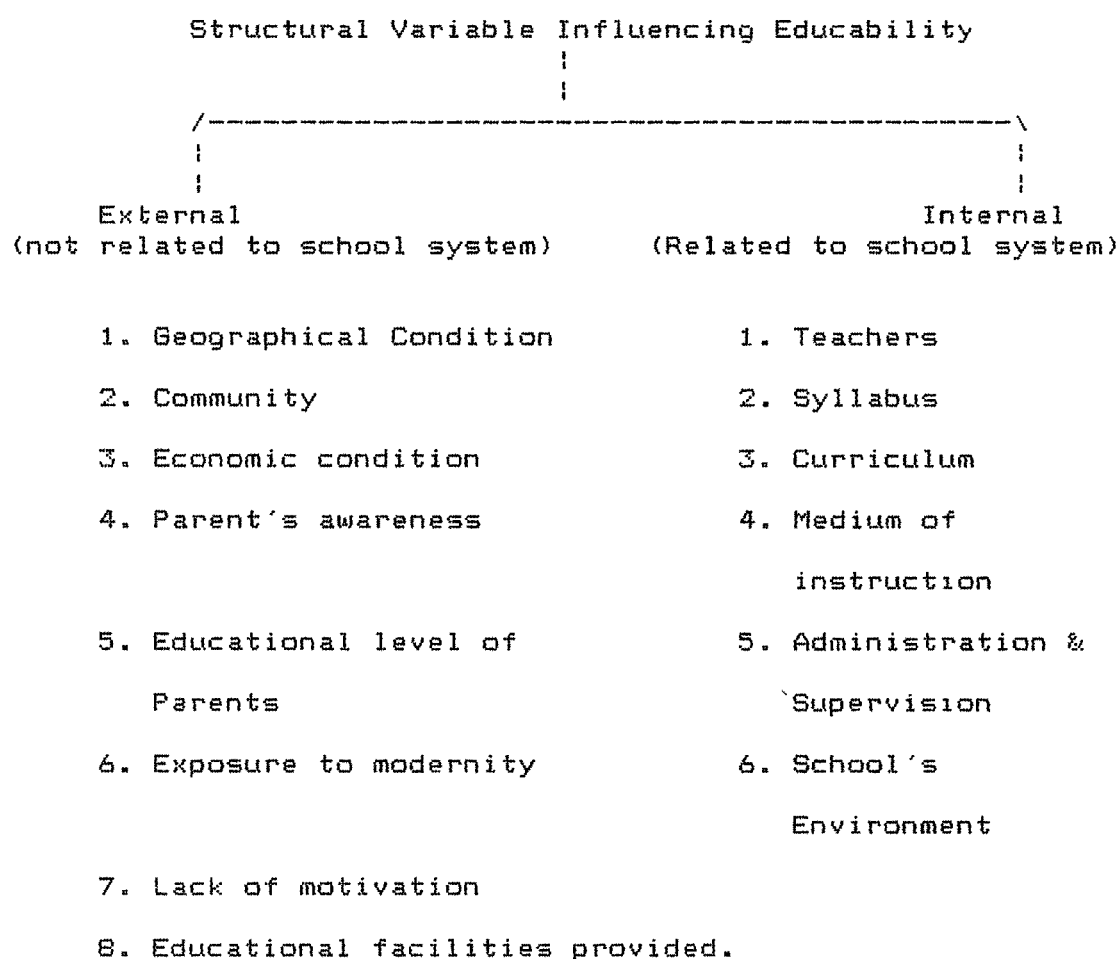 Structural Variable Influencing Educability
External Internal
(not related to school system) (Related to school system)
1. Geographical Condition 1. Teachers
2. Community 2. Syllabus
3. Economic condition 3. Curriculum
4. Parent's awareness 4. Medium of
instruction
5. Educational level of 5. Administration &
Parents Supervision
6. Exposure to modernity 6. School's
Environment
7. Lack of motivation
8. Educational facilities provided.